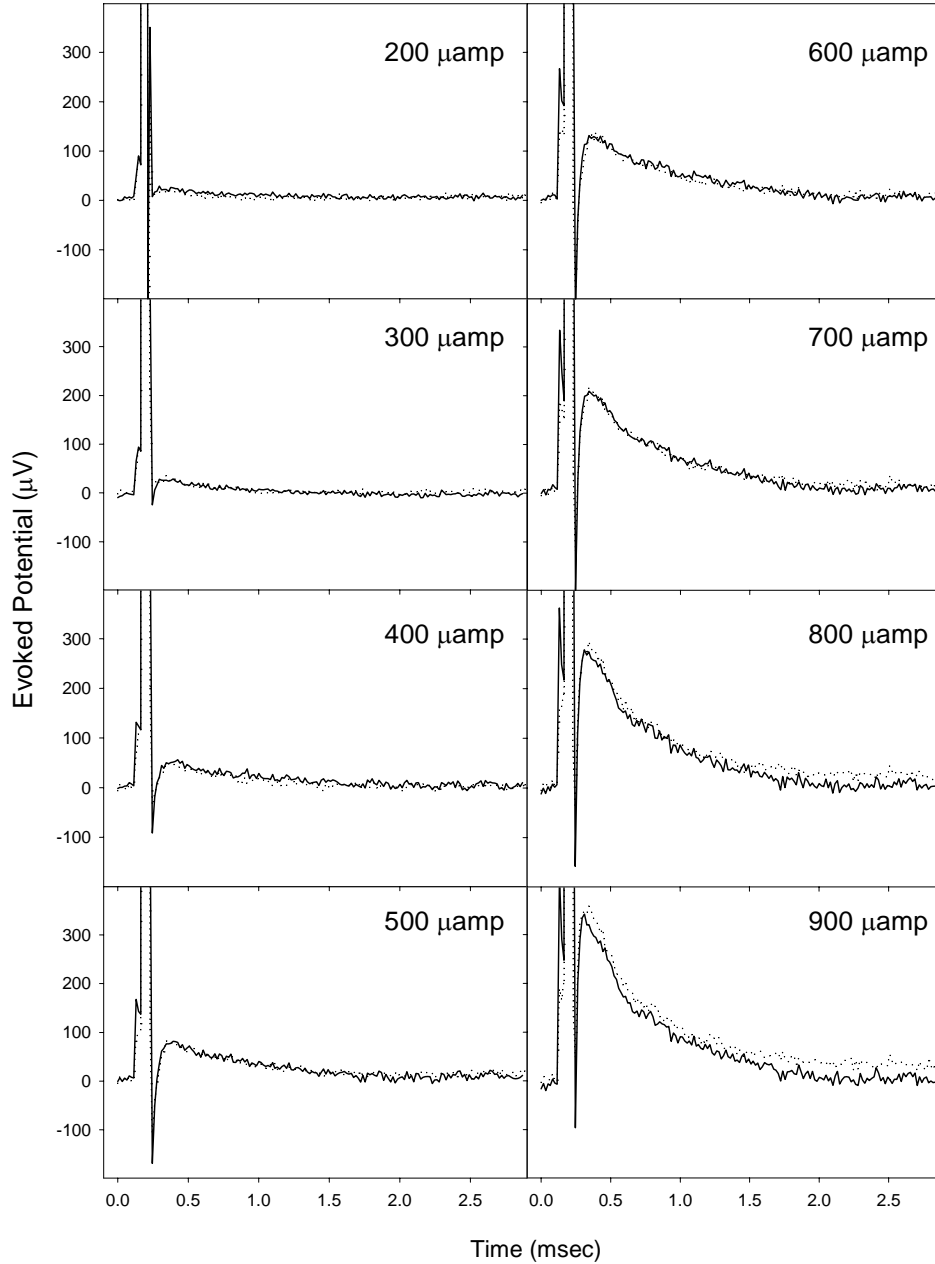 200 μamp
600 μamp
300
200
100
0
-100
300 μamp
700 μamp
300
200
100
0
-100
Evoked Potential (μV)
400 μamp
800 μamp
300
200
100
0
-100
500 μamp
900 μamp
300
200
100
0
-100
0.0 0.5 1.0 1.5 2.0 2.5 0.0 0.5 1.0 1.5 2.0 2.5
Time (msec)